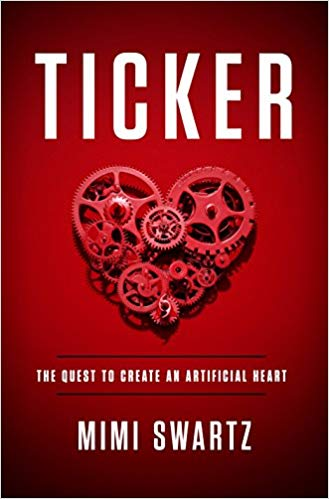 TICKER
THE QUEST TO CREATE AN ARTIFICIAL HEART
MIMI SWARTZ